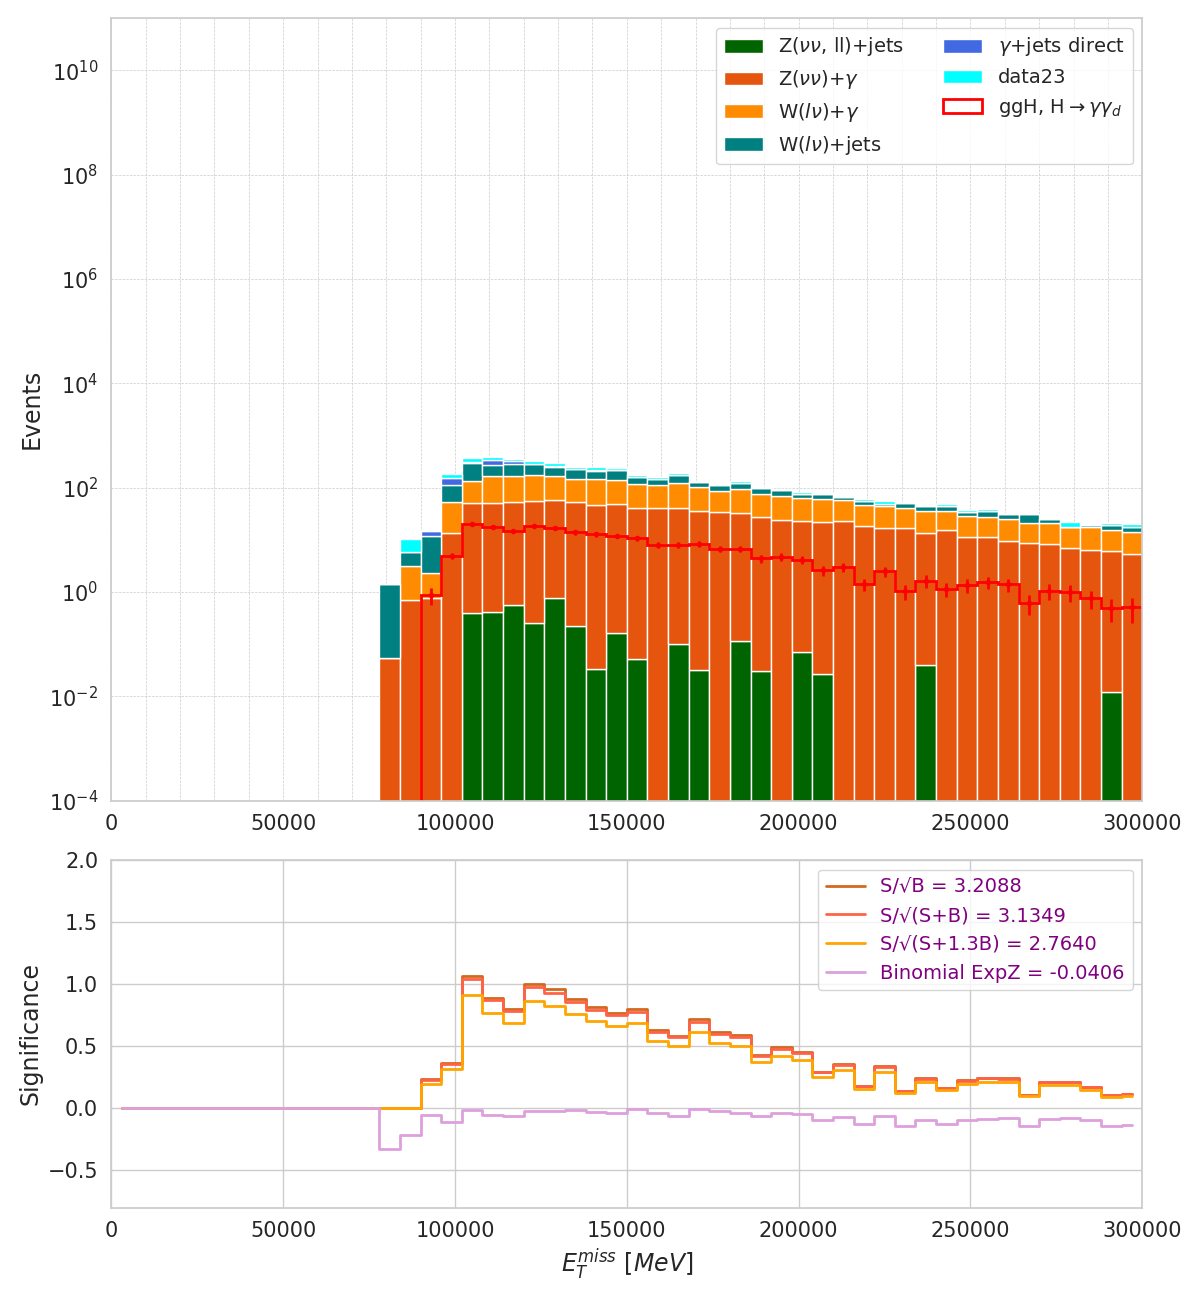 Z(νν, ll)+jets
Z(νν)+γ
W(lν)+γ
W(lν)+jets
γ+jets direct
data23
ggH, H→γγ_d
Events
10^10
10^8
10^6
10^4
10^2
10^0
10^−2
10^−4
0 50000 100000 150000 200000 250000 300000
Significance
2.0
1.5
1.0
0.5
0.0
−0.5
S/√B = 3.2088
S/√(S+B) = 3.1349
S/√(S+1.3B) = 2.7640
Binomial ExpZ = -0.0406
0 50000 100000 150000 200000 250000 300000
E_T^miss [MeV]